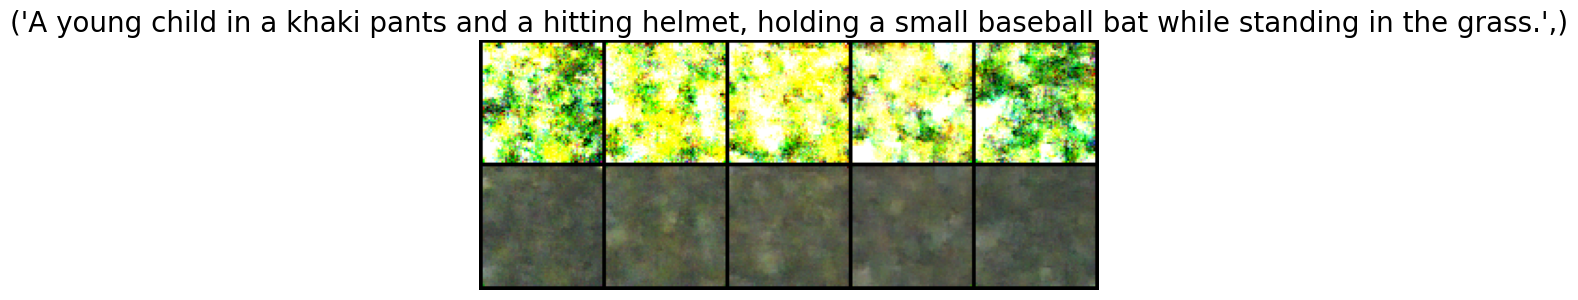 ('A young child in a khaki pants and a hitting helmet, holding a small baseball bat while standing in the grass.',)